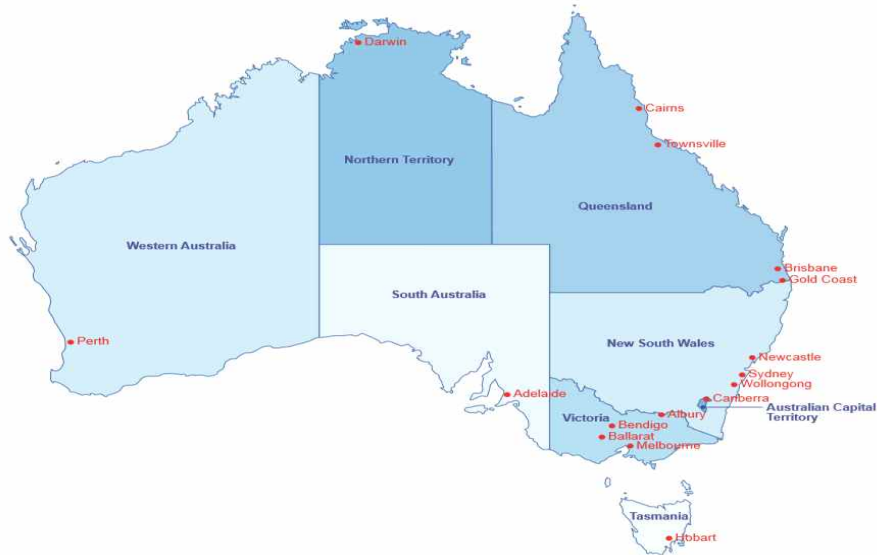 Darwin
Cairns
Townsville
Northern Territory
Queensland
Western Australia
Brisbane
Gold Coast
South Australia
Perth
New South Wales
Newcastle
Sydney
Wollongong
Adelaide
Canberra
Australian Capital
Territory
Albury
Victoria
Bendigo
Ballarat
Melbourne
Tasmania
Hobart